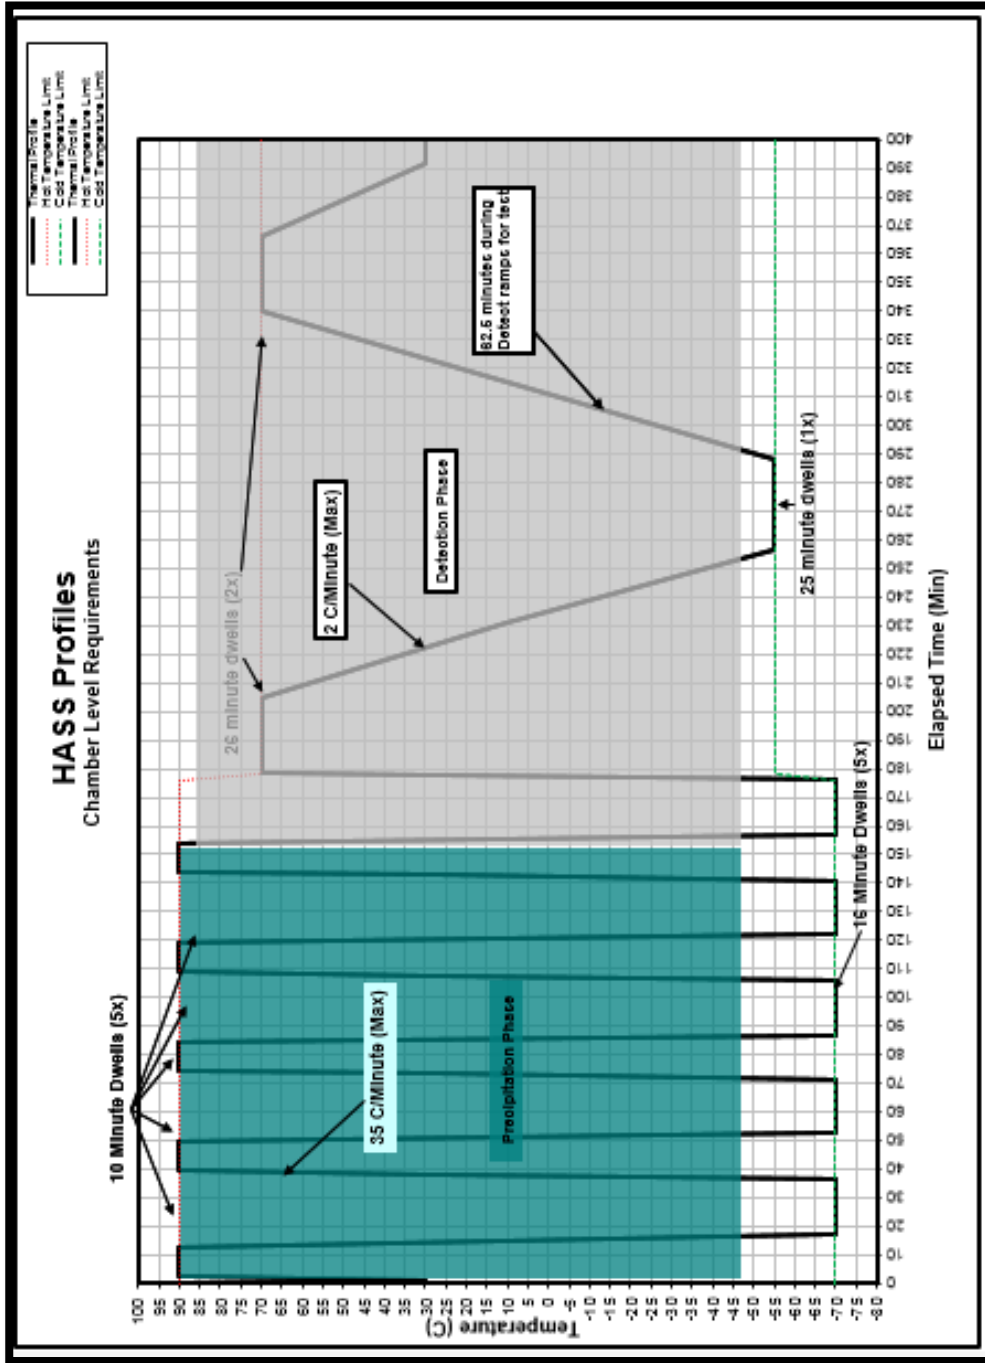 HASS Profiles
Chamber Level Requirements
Thermal Profile
Hot Temperature Limit
Cold Temperature Limit
Thermal Profile
Hot Temperature Limit
Cold Temperature Limit
10 Minute Dwells (5x)
26 minute dwells (2x)
35 C/Minute (Max)
2 C/Minute (Max)
62.5 minutes during
Detect ramps for test
Precipitation Phase
Detection Phase
16 Minute Dwells (5x)
25 minute dwells (1x)
Temperature (C)
100
95
90
85
80
75
70
65
60
55
50
45
40
35
30
25
20
15
10
5
0
-5
-10
-15
-20
-25
-30
-35
-40
-45
-50
-55
-60
-65
-70
-75
-80
0 10 20 30 40 50 60 70 80 90 100 110 120 130 140 150 160 170 180 190 200 210 220 230 240 250 260 270 280 290 300 310 320 330 340 350 360 370 380 390 400
Elapsed Time (Min)